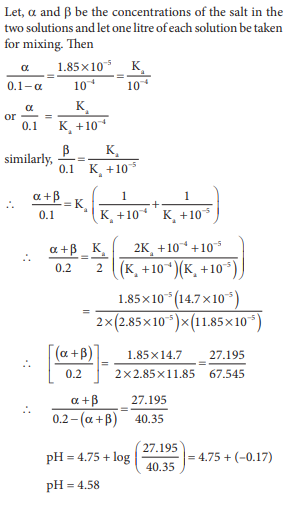 Let, α and β be the concentrations of the salt in the
two solutions and let one litre of each solution be taken
for mixing. Then
α/(0.1−α) = (1.85×10⁻⁵)/10⁻⁴ = Kₐ/10⁻⁴
or α/0.1 = Kₐ/(Kₐ+10⁻⁴)
similarly, β/0.1 = Kₐ/(Kₐ+10⁻⁵)
∴ (α+β)/0.1 = Kₐ(1/(Kₐ+10⁻⁴) + 1/(Kₐ+10⁻⁵))
∴ (α+β)/0.2 = Kₐ/2 ((2Kₐ+10⁻⁴+10⁻⁵)/((Kₐ+10⁻⁴)(Kₐ+10⁻⁵)))
= (1.85×10⁻⁵(14.7×10⁻⁵))/(2×(2.85×10⁻⁵)×(11.85×10⁻⁵))
∴ [(α+β)/0.2] = (1.85×14.7)/(2×2.85×11.85) = 27.195/67.545
∴ (α+β)/(0.2−(α+β)) = 27.195/40.35
pH = 4.75 + log (27.195/40.35) = 4.75 + (−0.17)
pH = 4.58